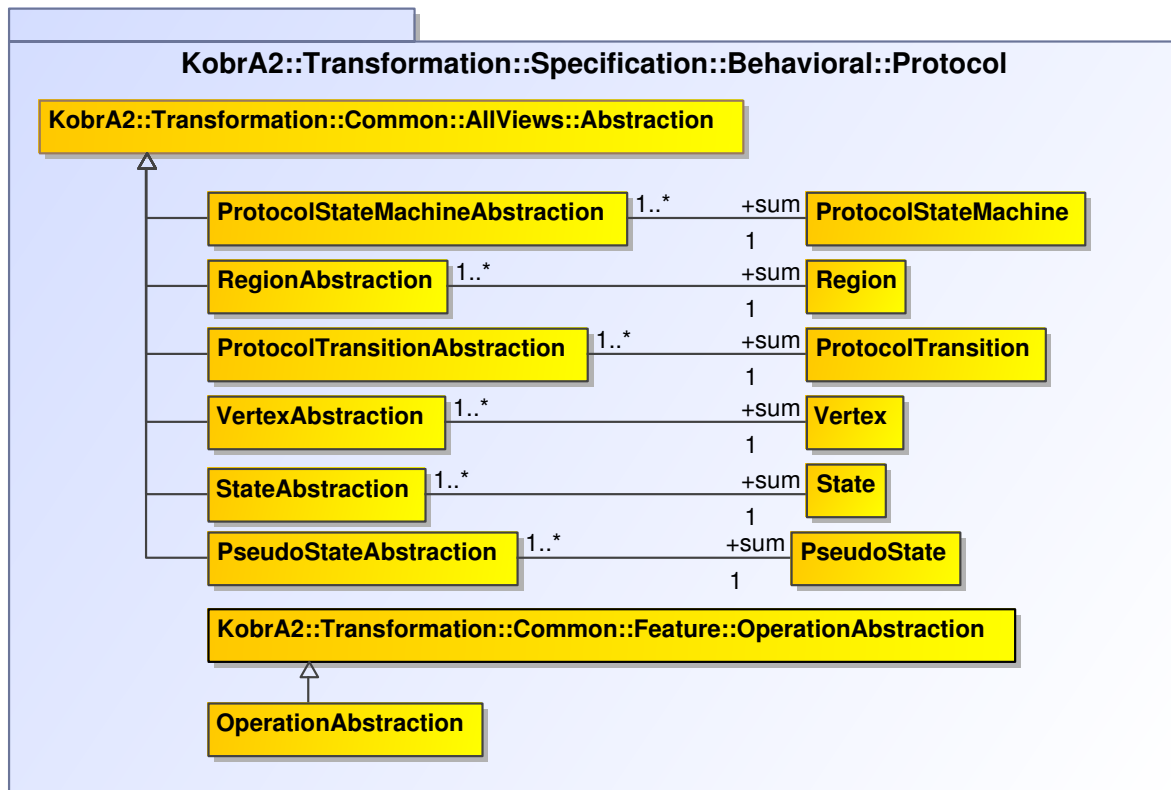 KobrA2::Transformation::Specification::Behavioral::Protocol
KobrA2::Transformation::Common::AllViews::Abstraction
ProtocolStateMachineAbstraction 1..* +sum 1 ProtocolStateMachine
RegionAbstraction 1..* +sum 1 Region
ProtocolTransitionAbstraction 1..* +sum 1 ProtocolTransition
VertexAbstraction 1..* +sum 1 Vertex
StateAbstraction 1..* +sum 1 State
PseudoStateAbstraction 1..* +sum 1 PseudoState
KobrA2::Transformation::Common::Feature::OperationAbstraction
OperationAbstraction